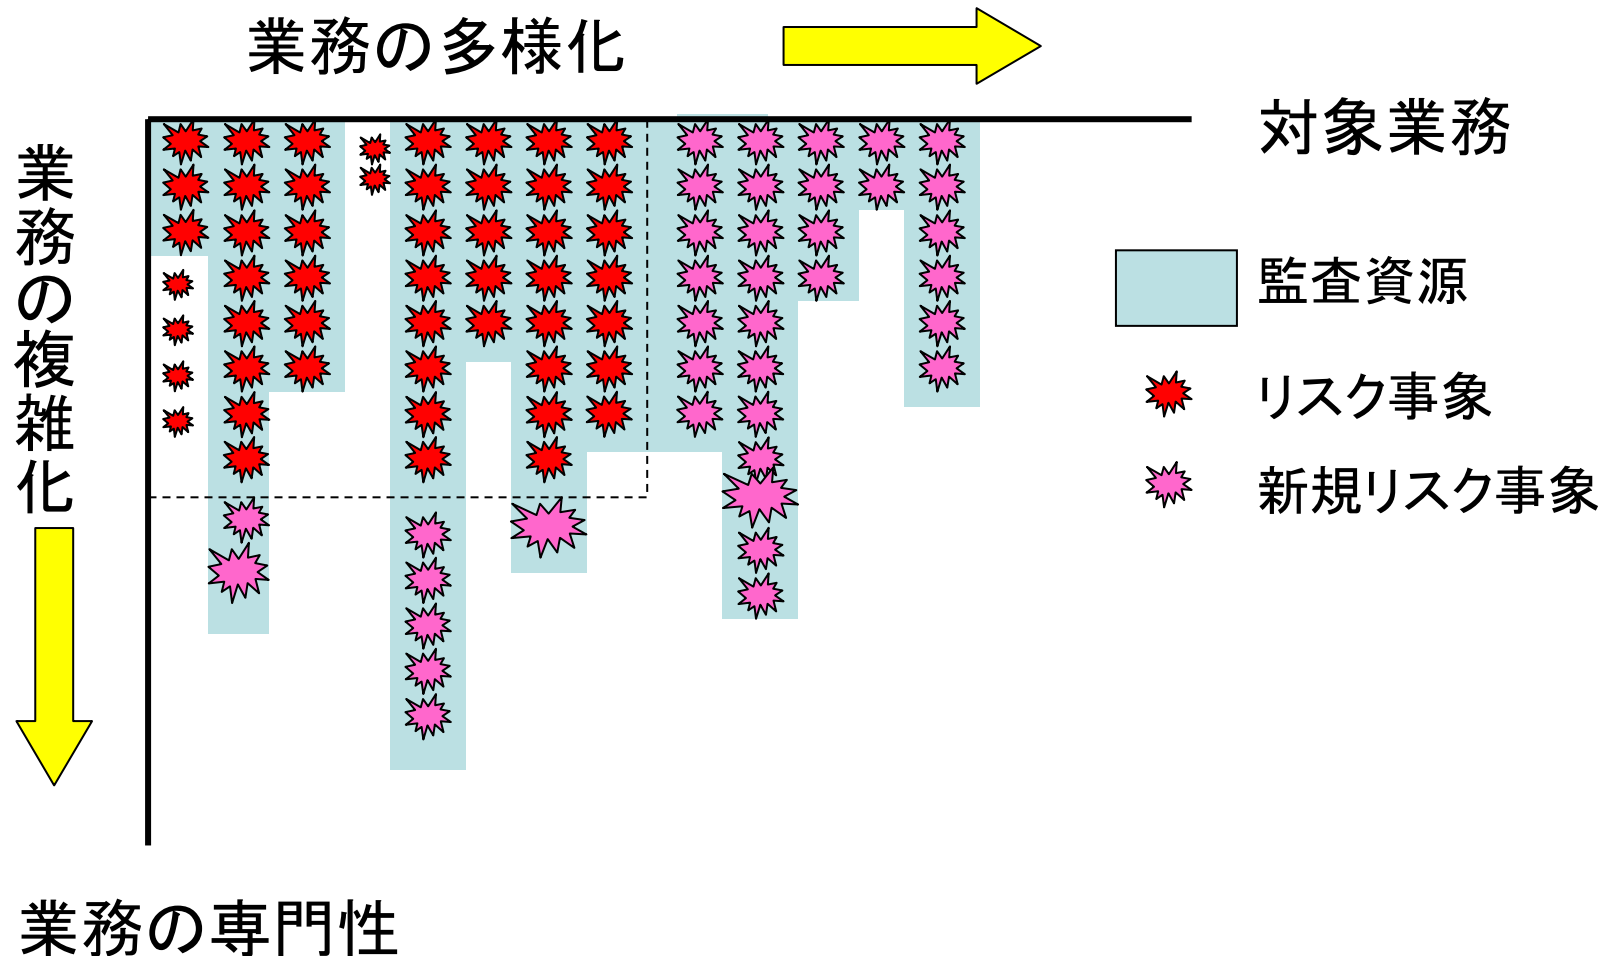 業務の多様化
対象業務
業務の複雑化
監査資源
リスク事象
新規リスク事象
業務の専門性